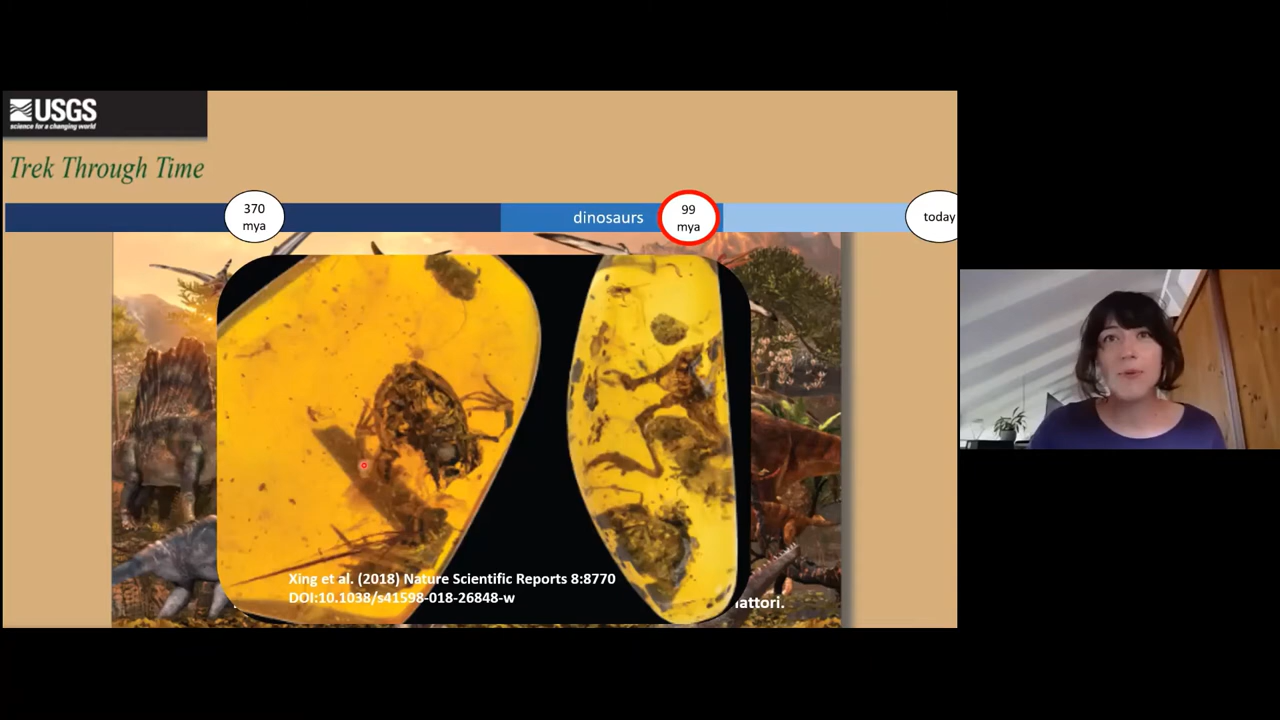 USGS
science for a changing world
Trek Through Time
370
mya
dinosaurs
99
mya
today
Xing et al. (2018) Nature Scientific Reports 8:8770
DOI:10.1038/s41598-018-26848-w
attori.